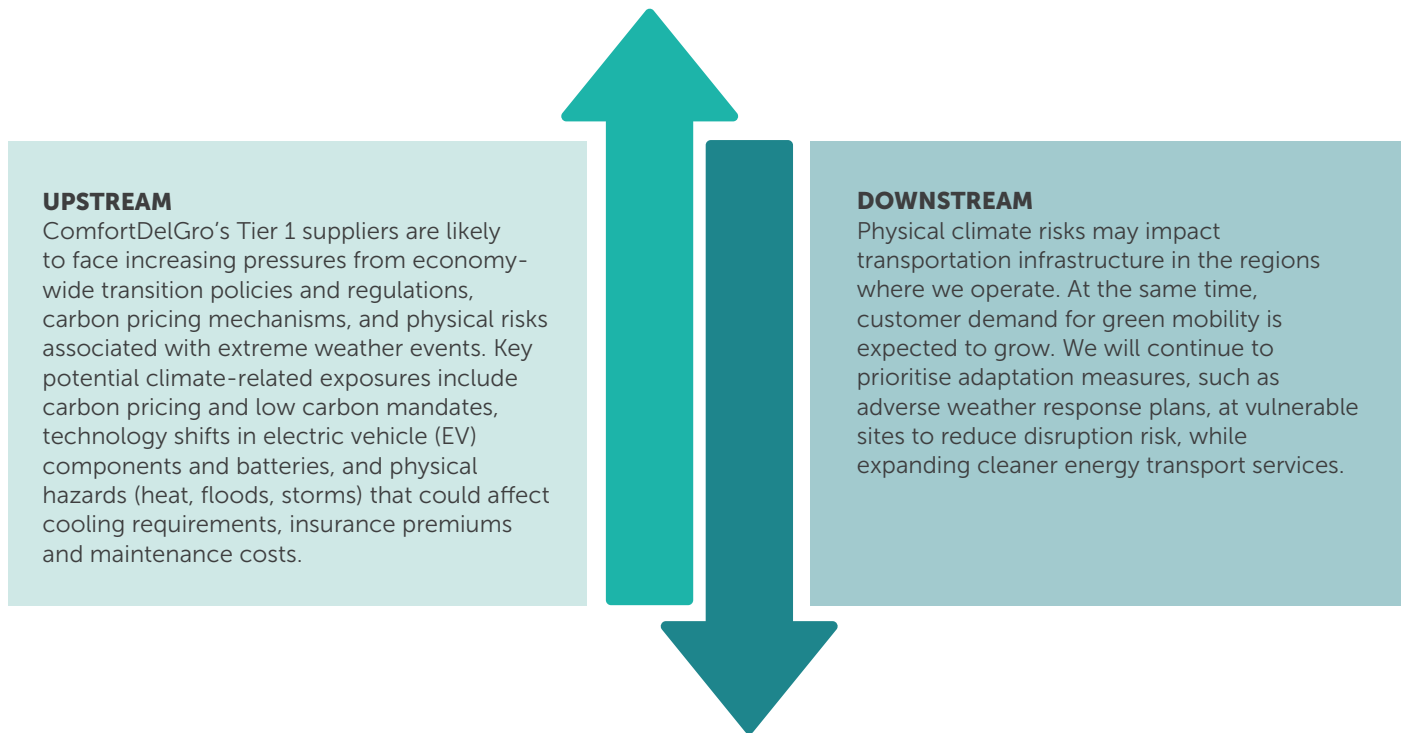 UPSTREAM
ComfortDelGro’s Tier 1 suppliers are likely
to face increasing pressures from economy-
wide transition policies and regulations,
carbon pricing mechanisms, and physical risks
associated with extreme weather events. Key
potential climate-related exposures include
carbon pricing and low carbon mandates,
technology shifts in electric vehicle (EV)
components and batteries, and physical
hazards (heat, floods, storms) that could affect
cooling requirements, insurance premiums
and maintenance costs.
DOWNSTREAM
Physical climate risks may impact
transportation infrastructure in the regions
where we operate. At the same time,
customer demand for green mobility is
expected to grow. We will continue to
prioritise adaptation measures, such as
adverse weather response plans, at vulnerable
sites to reduce disruption risk, while
expanding cleaner energy transport services.